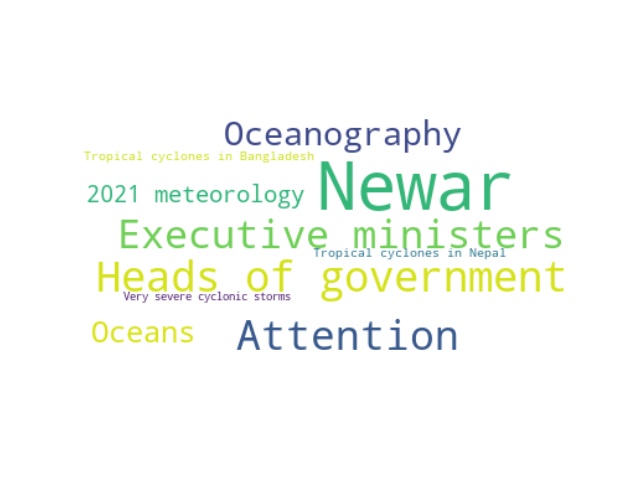 Oceanography
Tropical cyclones in Bangladesh
Newar
2021 meteorology
Executive ministers
Tropical cyclones in Nepal
Heads of government
Very severe cyclonic storms
Oceans
Attention